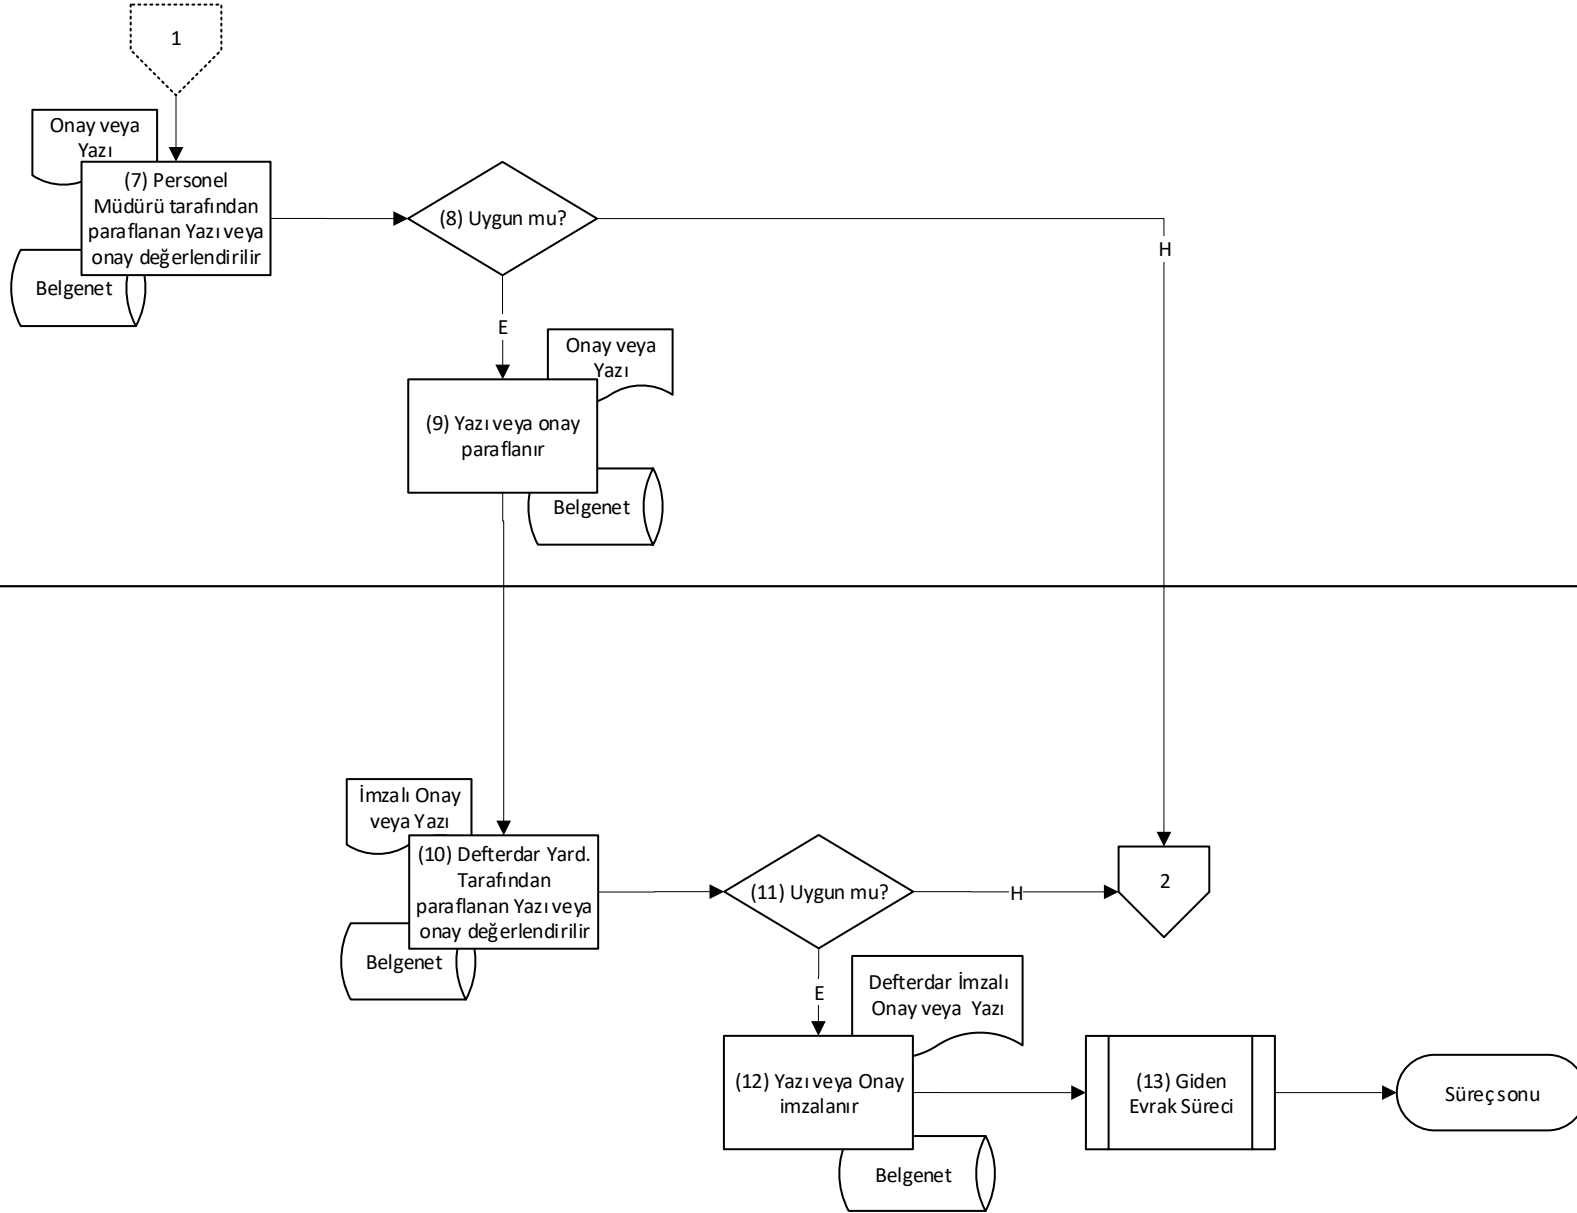 1
Onay veya
Yazı
(7) Personel
Müdürü tarafından
paraflanan Yazı veya
onay değerlendirilir
Belgenet
(8) Uygun mu?
H
E
Onay veya
Yazı
(9) Yazı veya onay
paraflanır
Belgenet
İmzalı Onay
veya Yazı
(10) Defterdar Yard.
Tarafından
paraflanan Yazı veya
onay değerlendirilir
Belgenet
(11) Uygun mu?
H
2
E
Defterdar İmzalı
Onay veya Yazı
(12) Yazı veya Onay
imzalanır
Belgenet
(13) Giden
Evrak Süreci
Süreç sonu